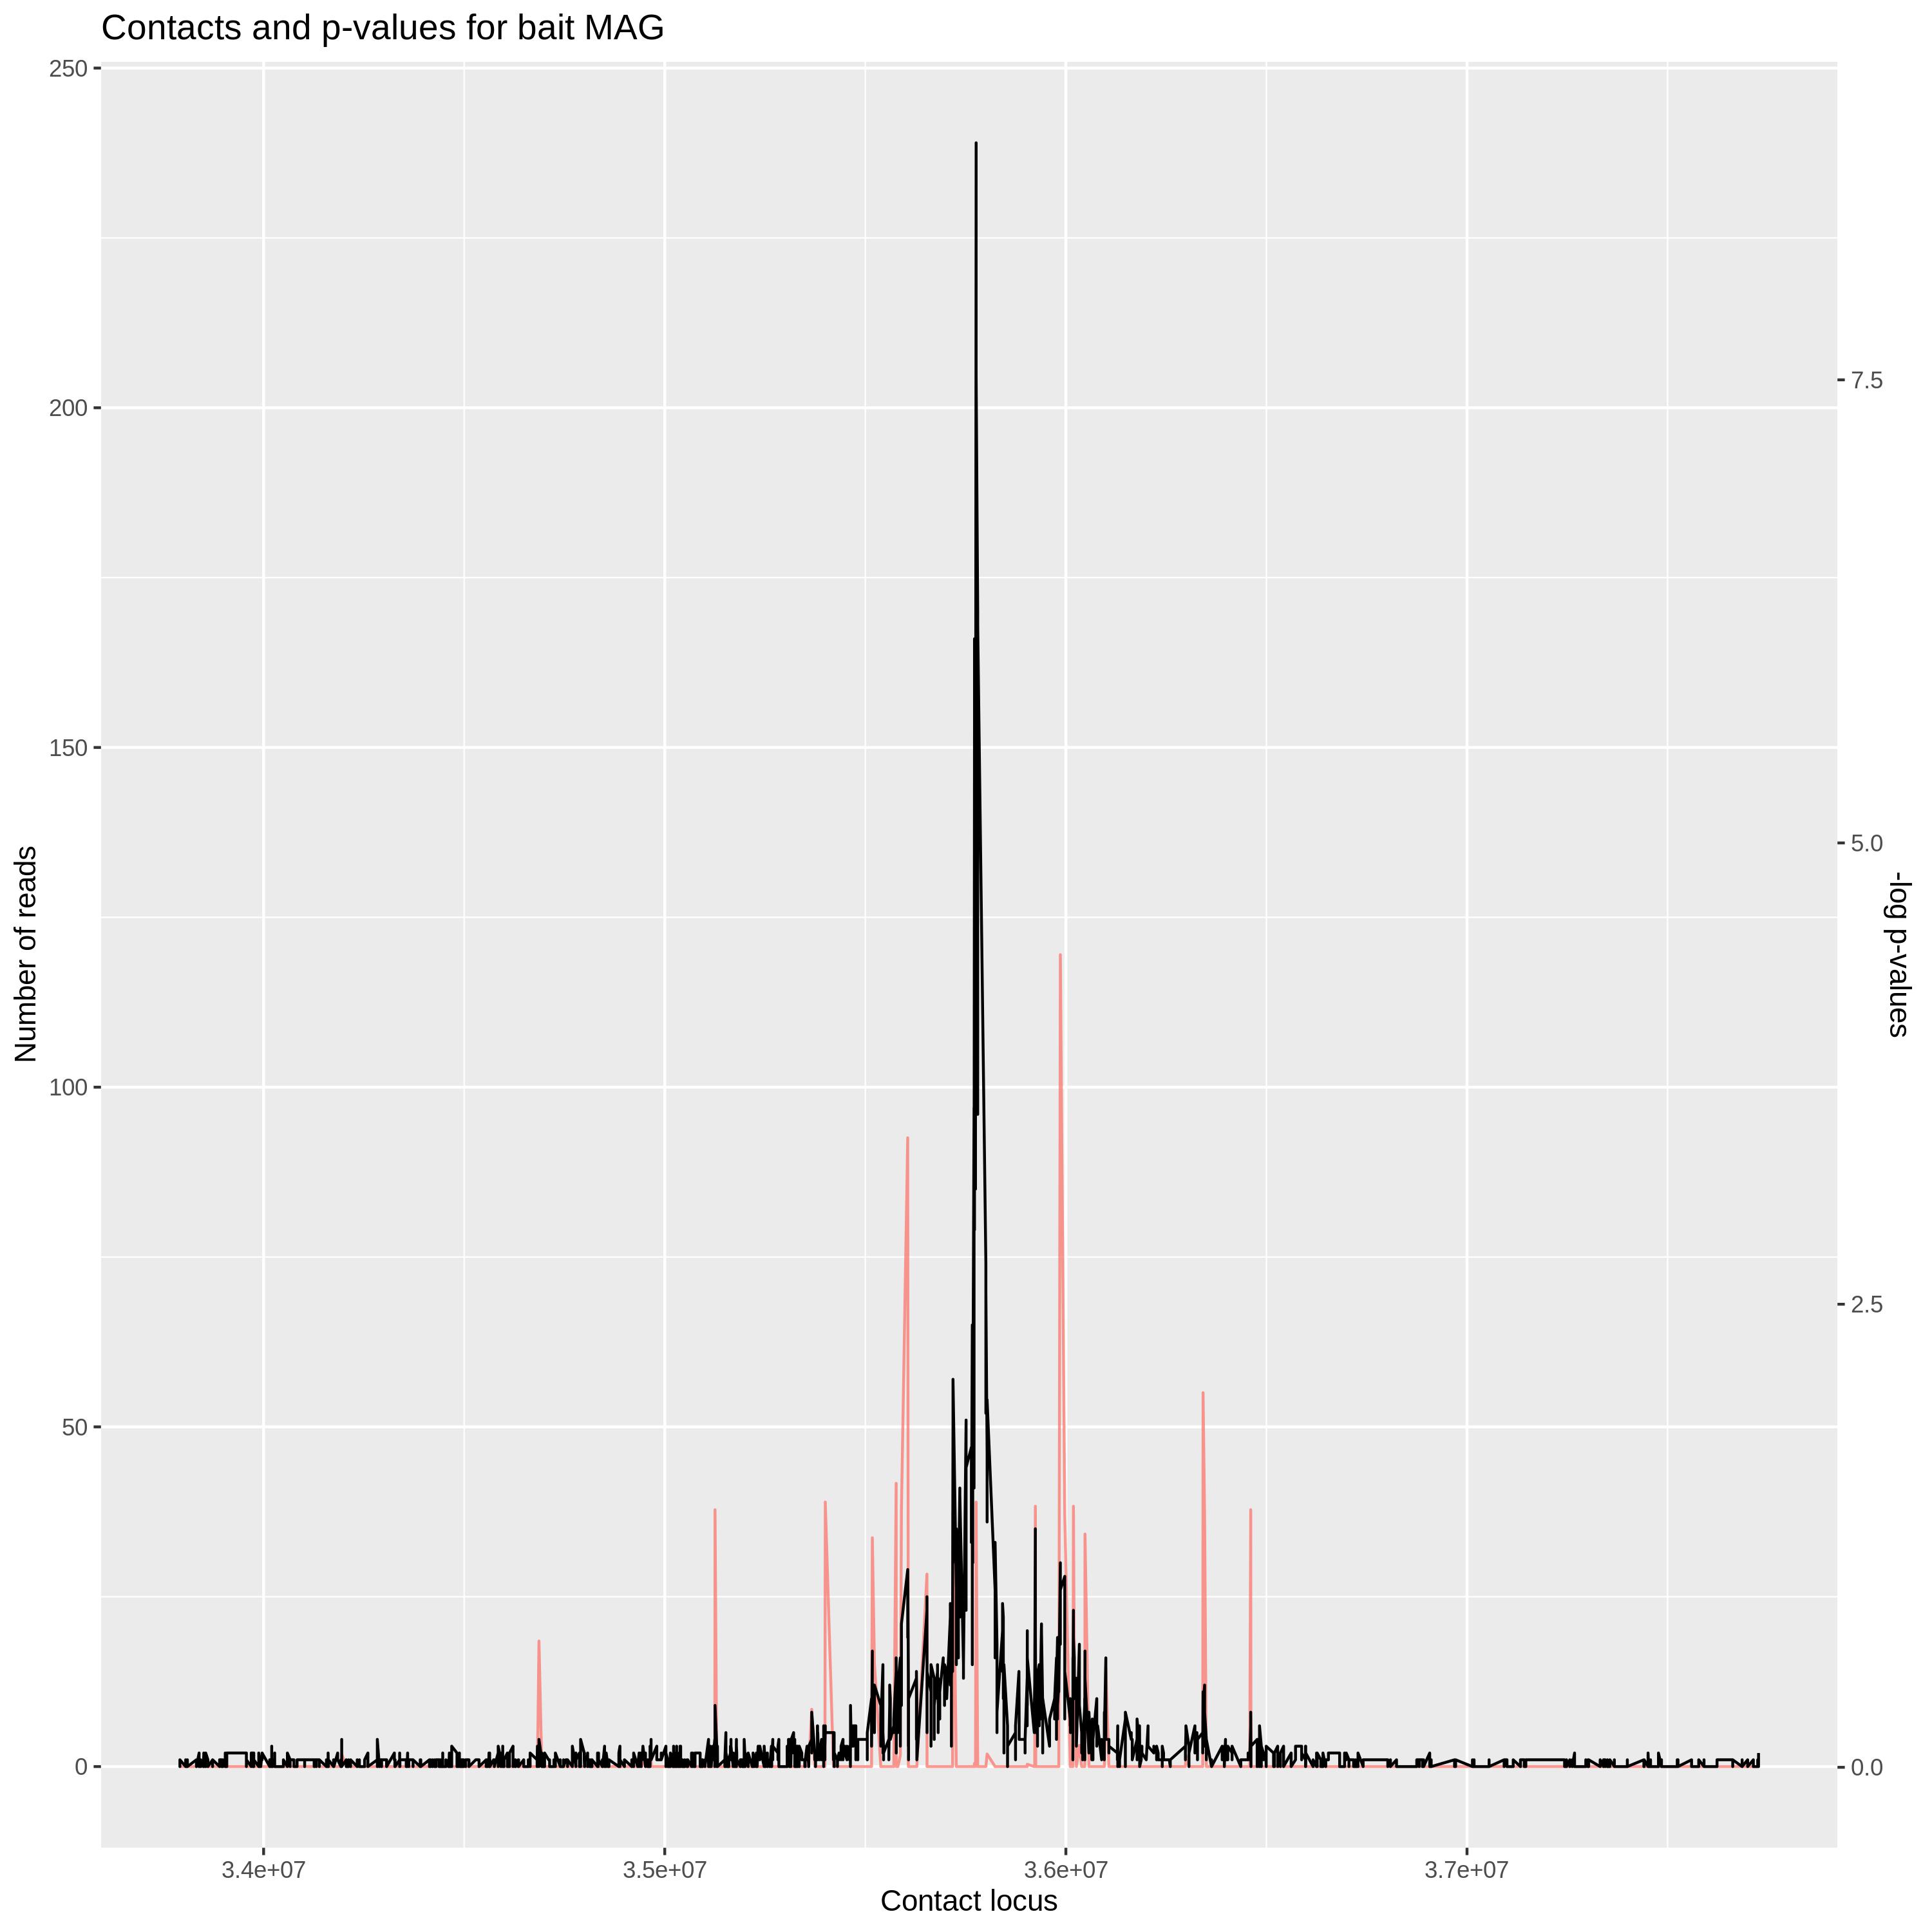 Contacts and p-values for bait MAG
250
200
150
100
50
0
Number of reads
7.5
5.0
2.5
0.0
-log p-values
3.4e+07
3.5e+07
3.6e+07
3.7e+07
Contact locus